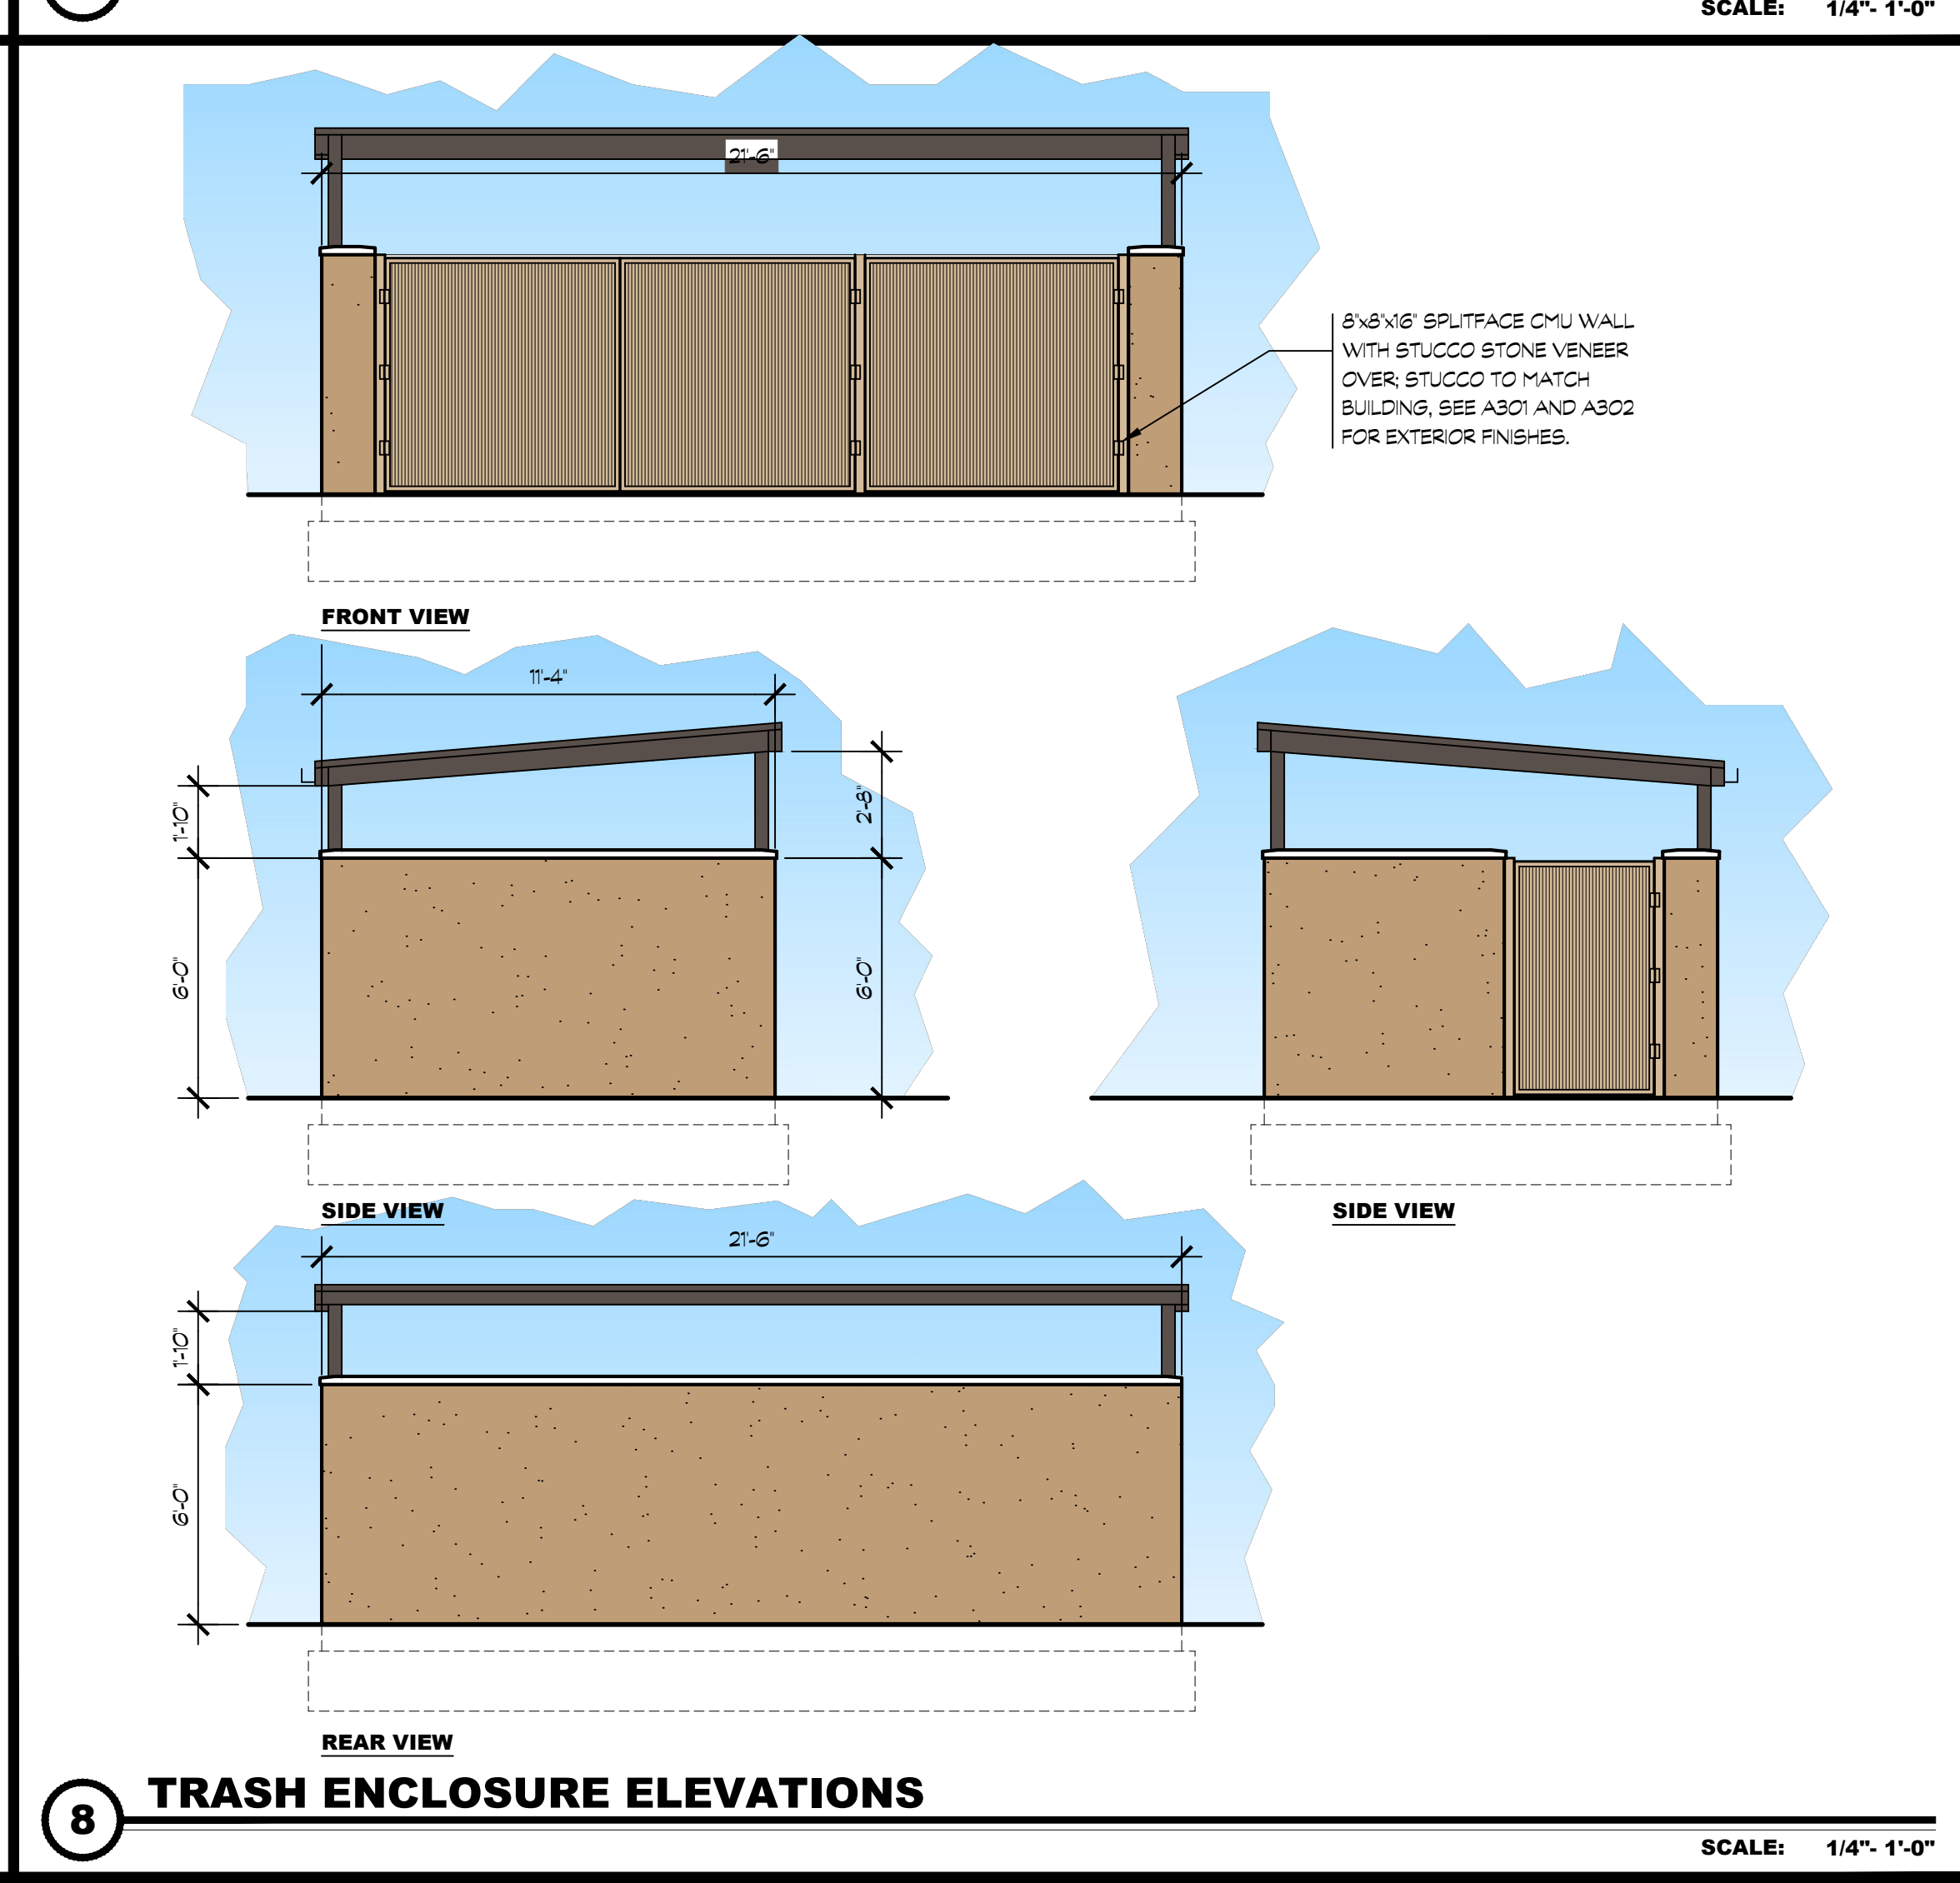 SCALE: 1/4"- 1'-0"
21'-6"
8"x8"x16" SPLITFACE CMU WALL
WITH STUCCO STONE VENEER
OVER; STUCCO TO MATCH
BUILDING, SEE A301 AND A302
FOR EXTERIOR FINISHES.
FRONT VIEW
11'-4"
1'-10"
2'-8"
6'-0"
6'-0"
SIDE VIEW
SIDE VIEW
21'-6"
1'-10"
6'-0"
REAR VIEW
8
TRASH ENCLOSURE ELEVATIONS
SCALE: 1/4"- 1'-0"